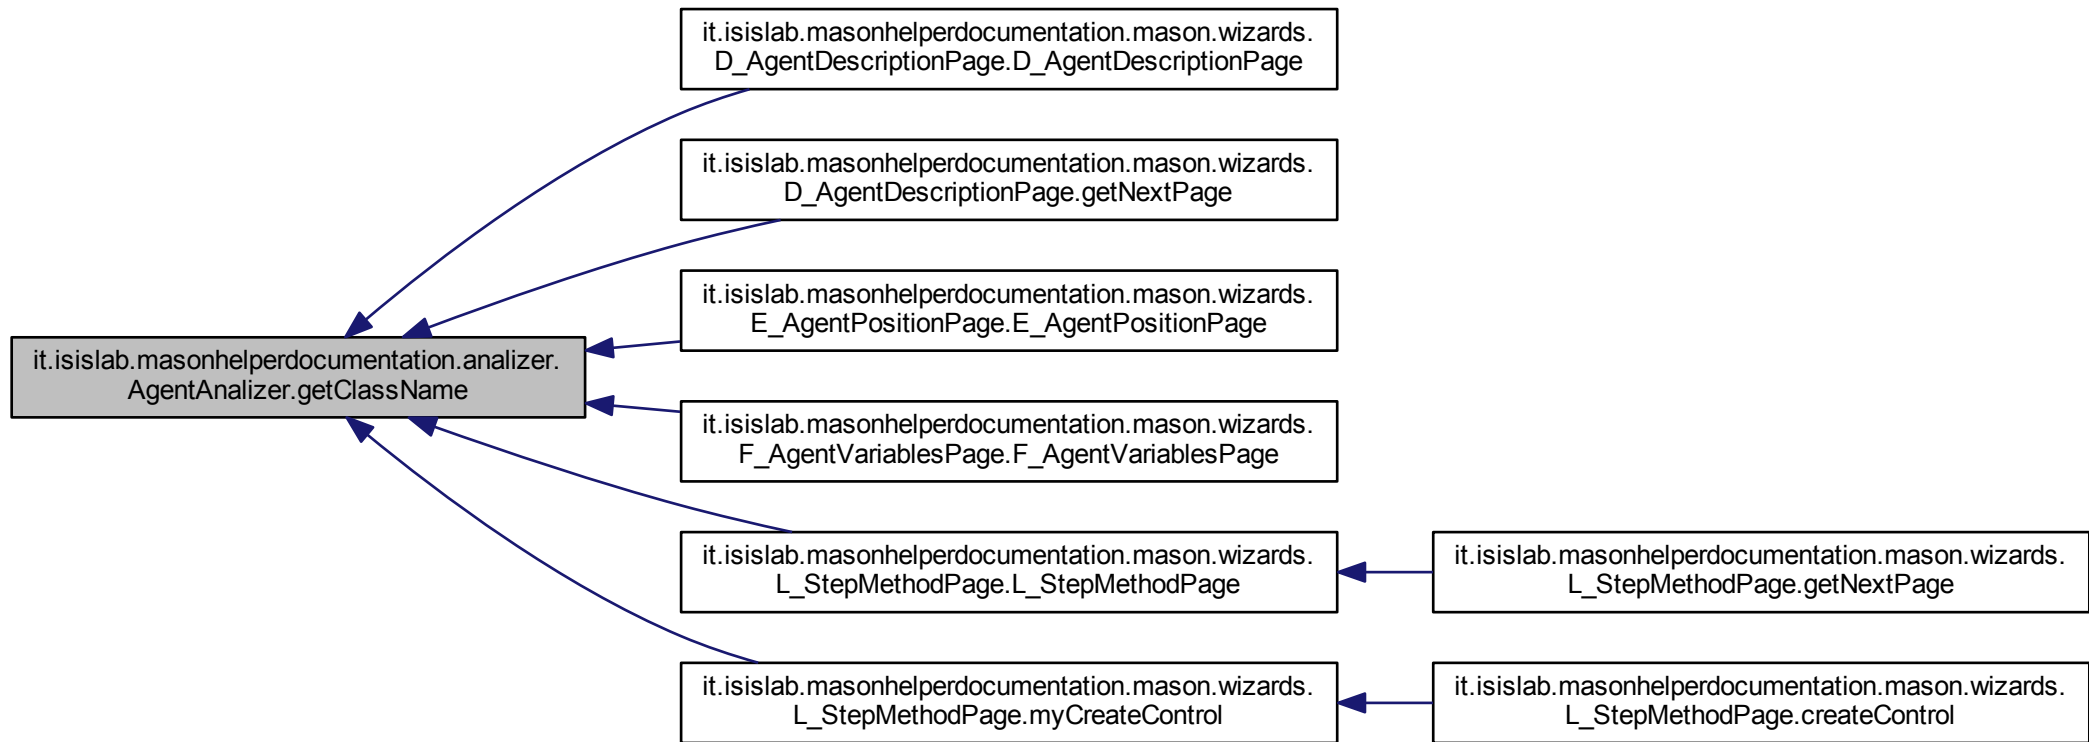 it.isislab.masonhelperdocumentation.mason.wizards.
D_AgentDescriptionPage.D_AgentDescriptionPage
it.isislab.masonhelperdocumentation.mason.wizards.
D_AgentDescriptionPage.getNextPage
it.isislab.masonhelperdocumentation.mason.wizards.
E_AgentPositionPage.E_AgentPositionPage
it.isislab.masonhelperdocumentation.analizer.
AgentAnalizer.getClassName
it.isislab.masonhelperdocumentation.mason.wizards.
F_AgentVariablesPage.F_AgentVariablesPage
it.isislab.masonhelperdocumentation.mason.wizards.
L_StepMethodPage.L_StepMethodPage
it.isislab.masonhelperdocumentation.mason.wizards.
L_StepMethodPage.getNextPage
it.isislab.masonhelperdocumentation.mason.wizards.
L_StepMethodPage.myCreateControl
it.isislab.masonhelperdocumentation.mason.wizards.
L_StepMethodPage.createControl